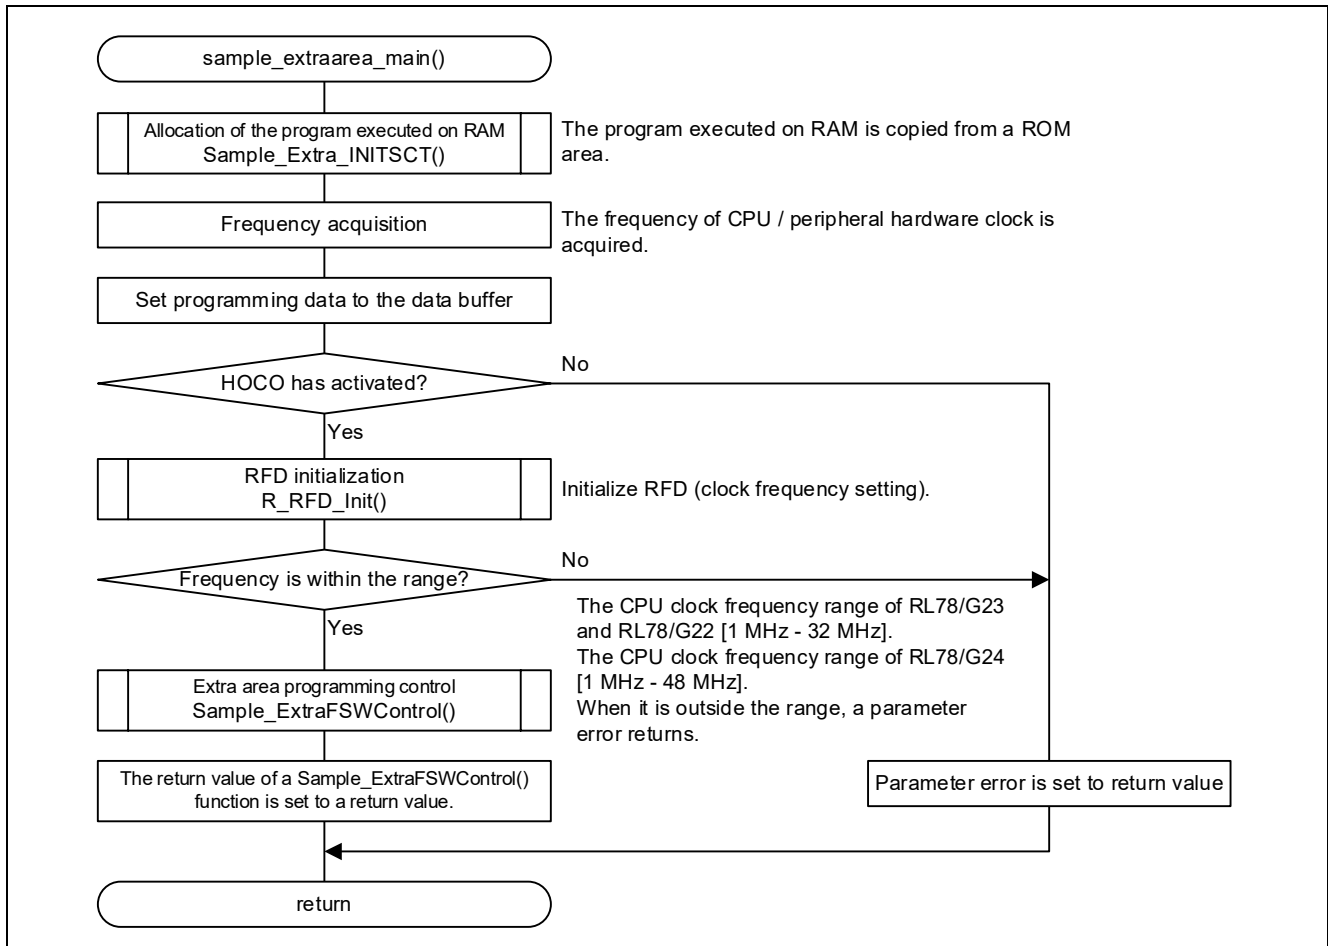 sample_extraarea_main()
Allocation of the program executed on RAM
Sample_Extra_INITSCT()
The program executed on RAM is copied from a ROM
area.
Frequency acquisition
The frequency of CPU / peripheral hardware clock is
acquired.
Set programming data to the data buffer
HOCO has activated?
No
Yes
RFD initialization
R_RFD_Init()
Initialize RFD (clock frequency setting).
Frequency is within the range?
No
Yes
The CPU clock frequency range of RL78/G23
and RL78/G22 [1 MHz - 32 MHz].
The CPU clock frequency range of RL78/G24
[1 MHz - 48 MHz].
When it is outside the range, a parameter
error returns.
Extra area programming control
Sample_ExtraFSWControl()
The return value of a Sample_ExtraFSWControl()
function is set to a return value.
Parameter error is set to return value
return